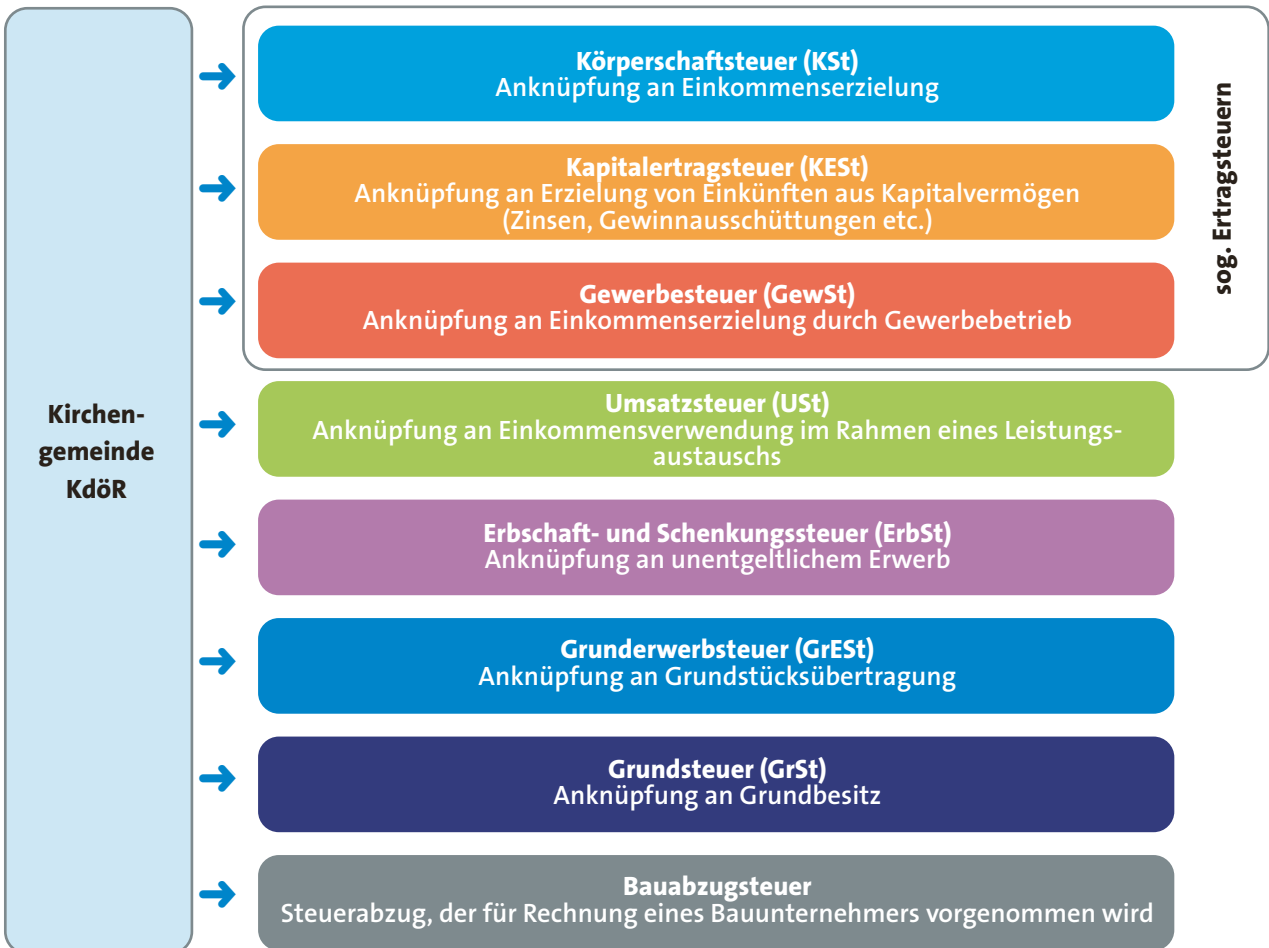 Kirchen-
gemeinde
KdöR
Körperschaftsteuer (KSt)
Anknüpfung an Einkommenserzielung
Kapitalertragsteuer (KESt)
Anknüpfung an Erzielung von Einkünften aus Kapitalvermögen
(Zinsen, Gewinnausschüttungen etc.)
Gewerbesteuer (GewSt)
Anknüpfung an Einkommenserzielung durch Gewerbebetrieb
sog. Ertragsteuern
Umsatzsteuer (USt)
Anknüpfung an Einkommensverwendung im Rahmen eines Leistungs-
austauschs
Erbschaft- und Schenkungssteuer (ErbSt)
Anknüpfung an unentgeltlichem Erwerb
Grunderwerbsteuer (GrESt)
Anknüpfung an Grundstücksübertragung
Grundsteuer (GrSt)
Anknüpfung an Grundbesitz
Bauabzugsteuer
Steuerabzug, der für Rechnung eines Bauunternehmers vorgenommen wird